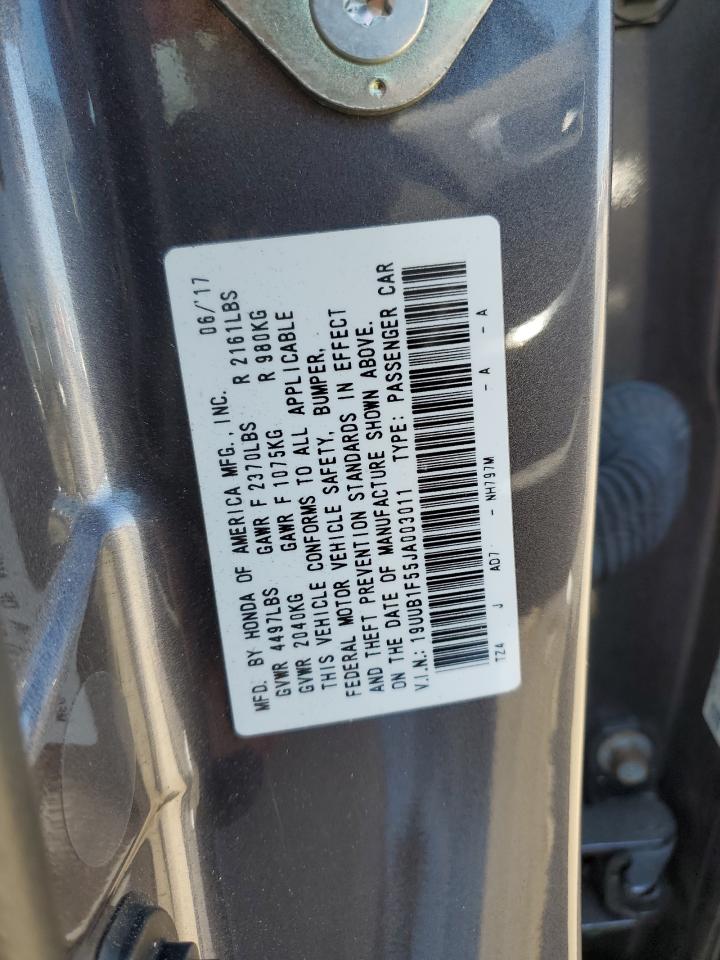 MFD. BY HONDA OF AMERICA MFG., INC. 06/'17
GVWR 4497LBS GAWR F 2370LBS R 2161LBS
GVWR 2040KG GAWR F 1075KG R 980KG
THIS VEHICLE CONFORMS TO ALL APPLICABLE
FEDERAL MOTOR VEHICLE SAFETY, BUMPER,
AND THEFT PREVENTION STANDARDS IN EFFECT
ON THE DATE OF MANUFACTURE SHOWN ABOVE.
V.I.N.: 19UUB1F55JA003011 TYPE: PASSENGER CAR
TZ4 J AD7 - NH797M - A - A